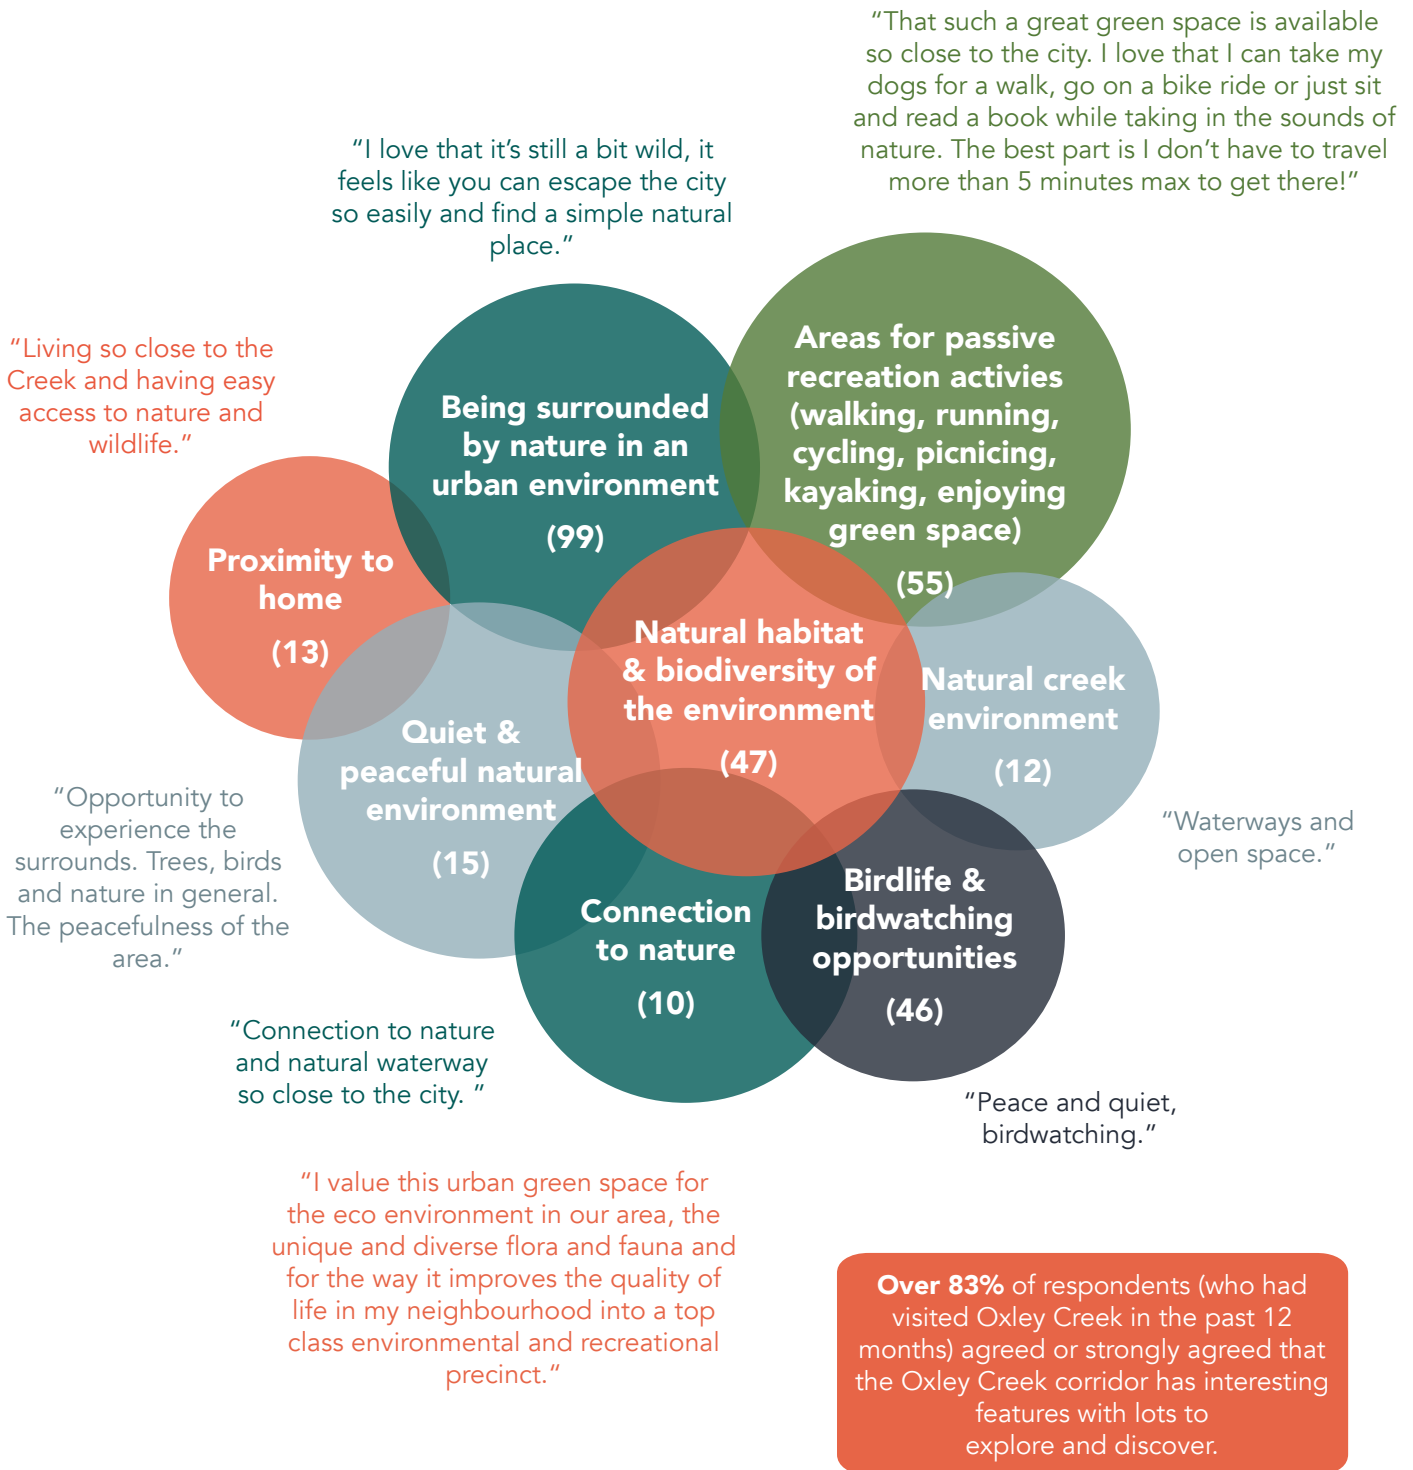 “That such a great green space is available
so close to the city. I love that I can take my
dogs for a walk, go on a bike ride or just sit
and read a book while taking in the sounds of
nature. The best part is I don’t have to travel
more than 5 minutes max to get there!”
“I love that it’s still a bit wild, it
feels like you can escape the city
so easily and find a simple natural
place.”
“Living so close to the
Creek and having easy
access to nature and
wildlife.”
Being surrounded
by nature in an
urban environment
(99)
Areas for passive
recreation activies
(walking, running,
cycling, picnicing,
kayaking, enjoying
green space)
(55)
Proximity to
home
(13)
Natural habitat
& biodiversity of
the environment
(47)
Natural creek
environment
(12)
Quiet &
peaceful natural
environment
(15)
“Opportunity to
experience the
surrounds. Trees, birds
and nature in general.
The peacefulness of the
area.”
“Waterways and
open space.”
Connection
to nature
(10)
Birdlife &
birdwatching
opportunities
(46)
“Connection to nature
and natural waterway
so close to the city. ”
“Peace and quiet,
birdwatching.”
“I value this urban green space for
the eco environment in our area, the
unique and diverse flora and fauna and
for the way it improves the quality of
life in my neighbourhood into a top
class environmental and recreational
precinct.“
Over 83% of respondents (who had
visited Oxley Creek in the past 12
months) agreed or strongly agreed that
the Oxley Creek corridor has interesting
features with lots to
explore and discover.